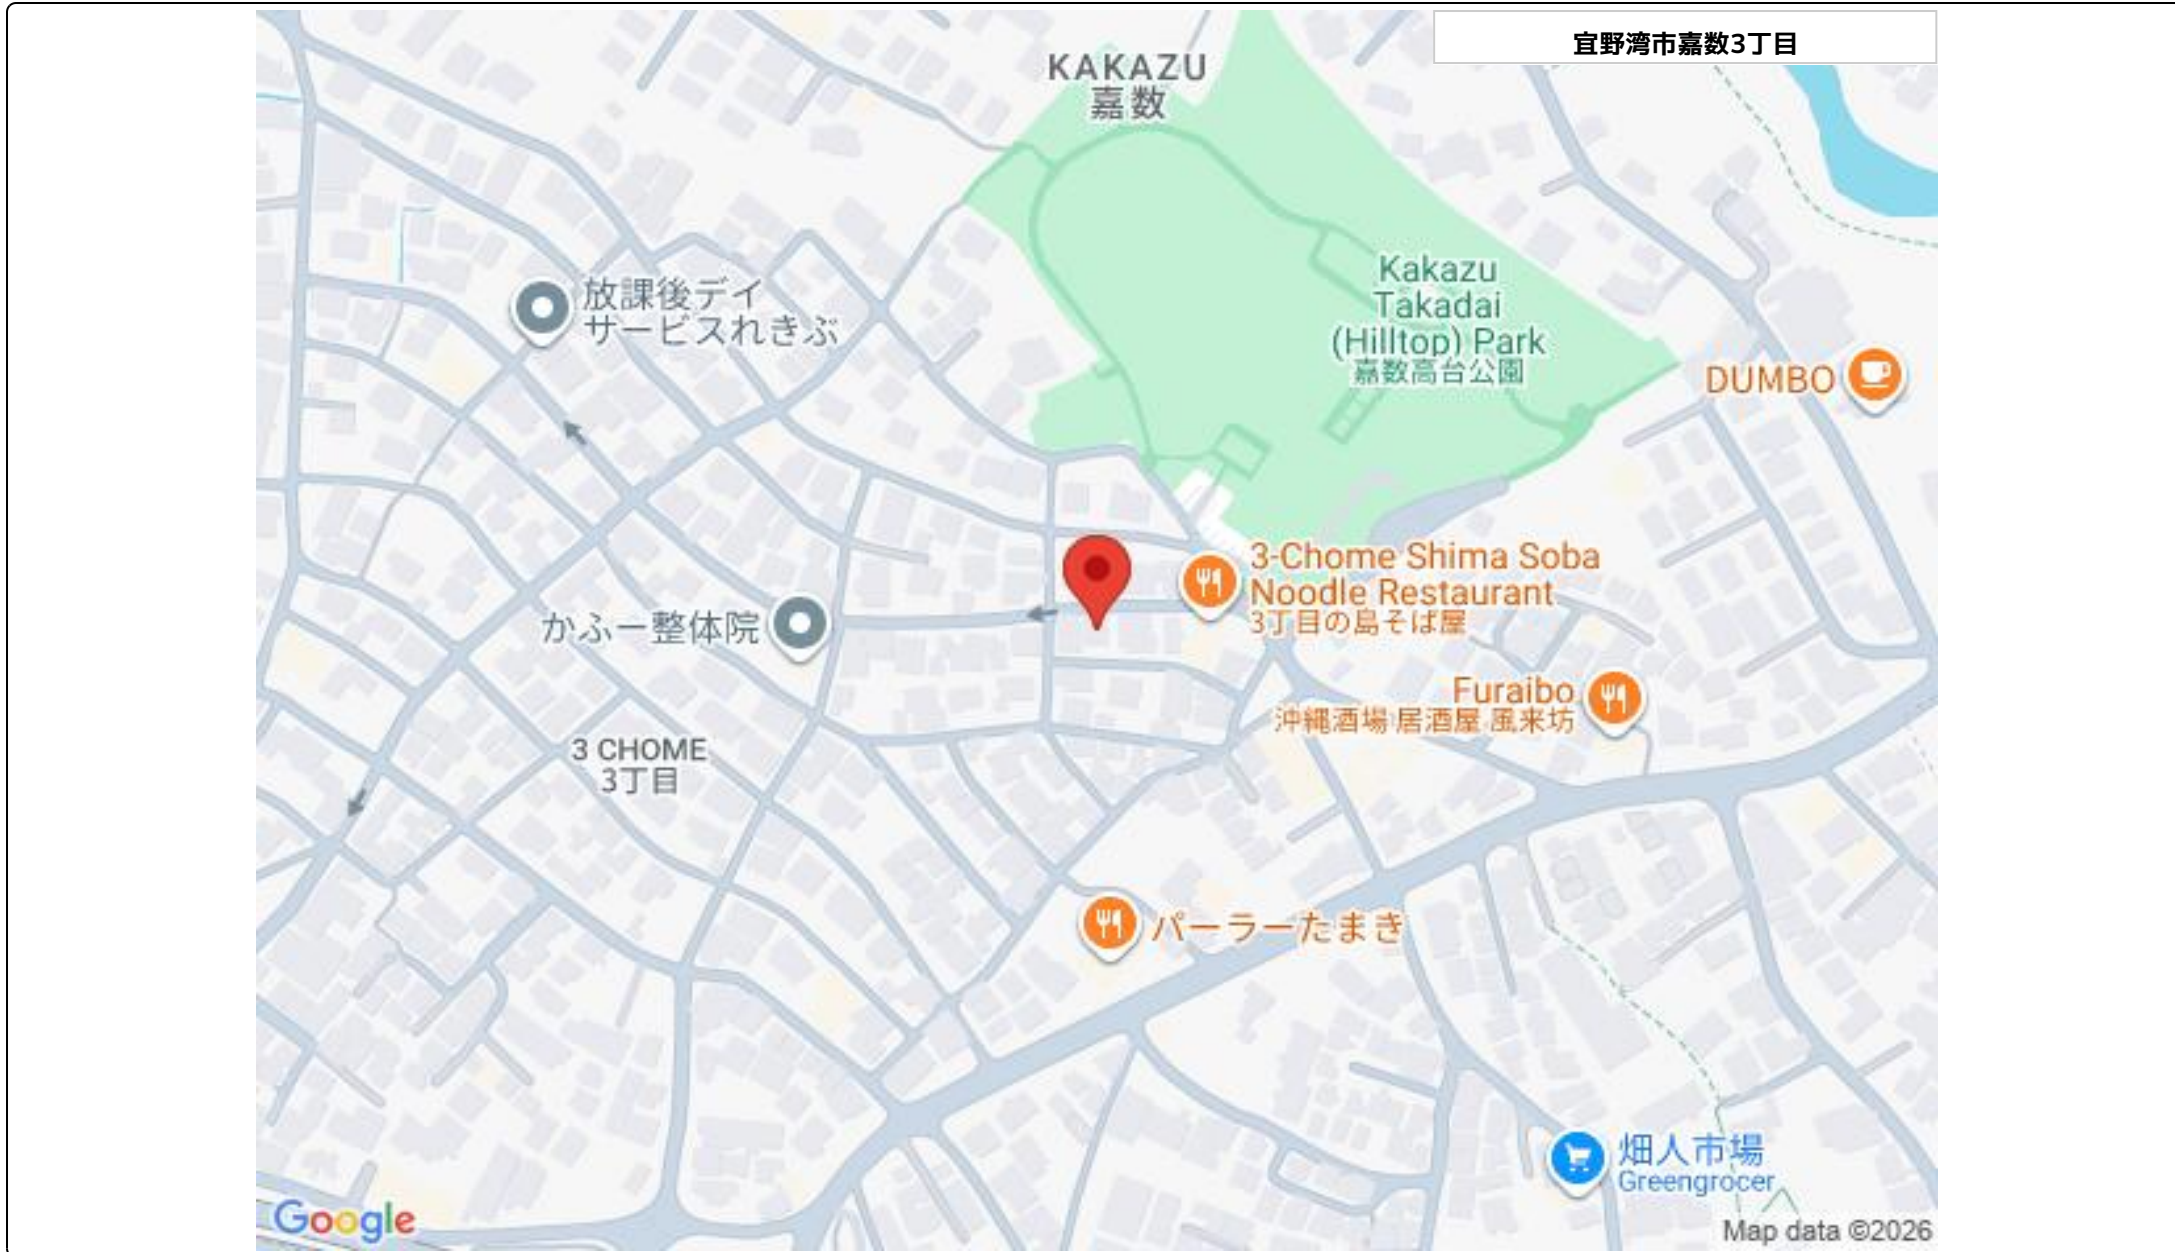 宜野湾市嘉数3丁目
KAKAZU
嘉数
Kakazu
Takadai
(Hilltop) Park
嘉数高台公園
放課後デイ
サービスれきぶ
DUMBO
3-Chome Shima Soba
Noodle Restaurant
3丁目の島そば屋
かふー整体院
Furaibo
沖縄酒場 居酒屋 風来坊
3 CHOME
3丁目
パーラーたまき
畑人市場
Greengrocer
Google
Map data ©2026